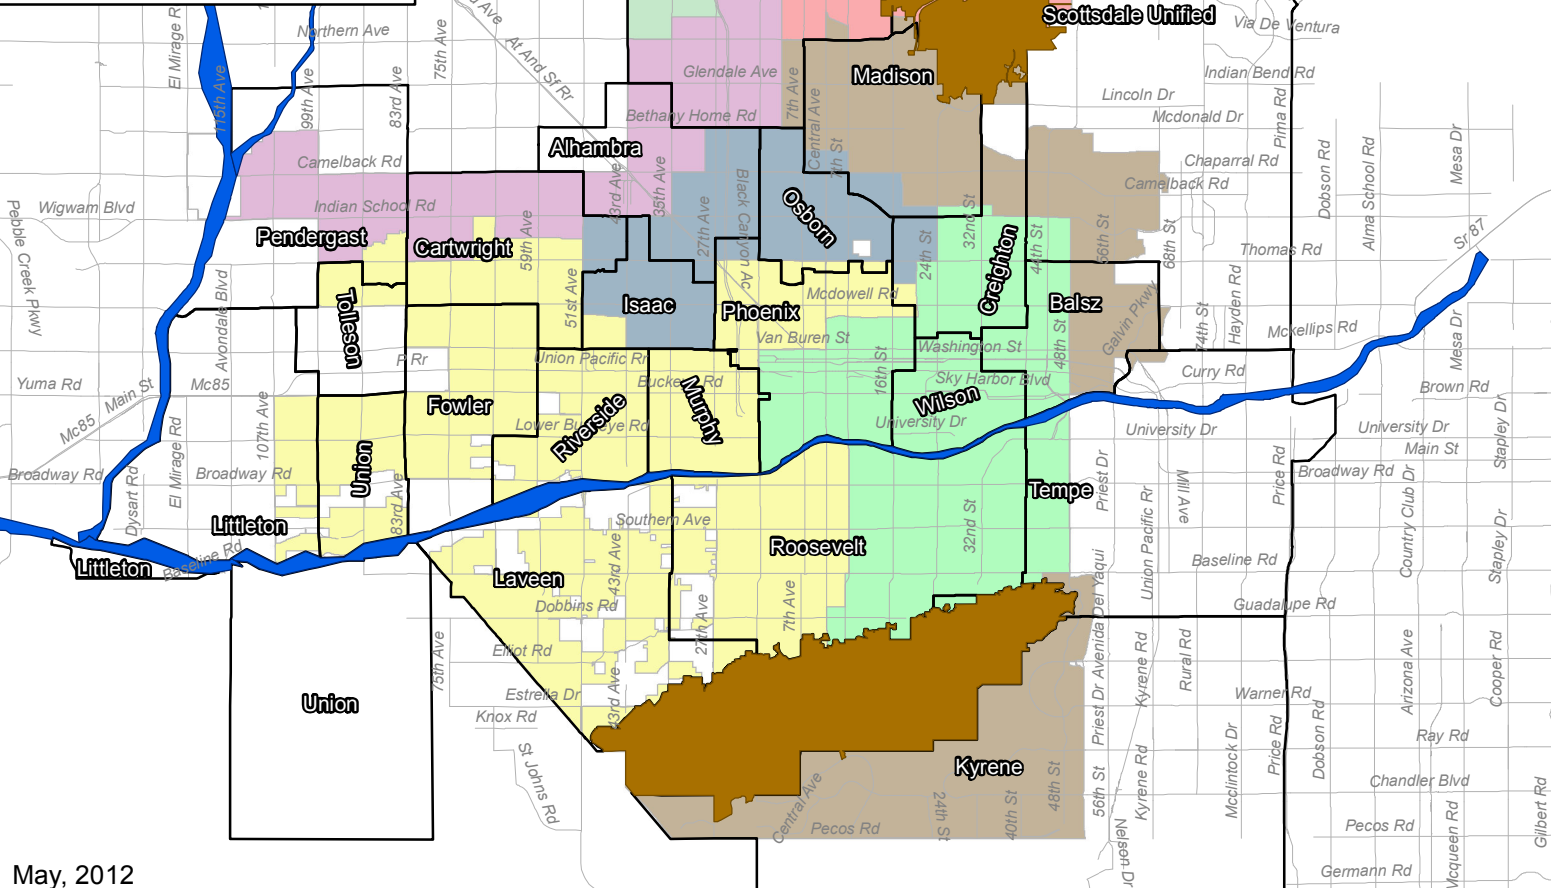 Scottsdale Unified
Via De Ventura
Northern Ave
75th Ave
At And Sf Rr
El Mirage R
115th Ave
99th Ave
83rd Ave
Glendale Ave
7th Ave
Madison
Indian Bend Rd
Lincoln Dr
Mcdonald Dr
Pima Rd
Bethany Home Rd
Central Ave
7th St
Alhambra
Camelback Rd
Chaparral Rd
Camelback Rd
Dobson Rd
Alma School Rd
Mesa Dr
43rd Ave
35th Ave
Black Canyon Ac
27th Ave
Osborn
Wigwam Blvd
Pebble Creek Pkwy
Indian School Rd
Pendergast
Cartwright
59th Ave
32nd St
24th St
Creighton
44th St
66th St
68th St
Thomas Rd
Sr 87
Avondale Blvd
Tolleson
51st Ave
Isaac
Phoenix
Mcdowell Rd
Balsz
Galvin Pkwy
74th St
Hayden Rd
Mckellips Rd
Mesa Dr
Van Buren St
Washington St
48th St
16th St
F Rr
Union Pacific Rr
Sky Harbor Blvd
Curry Rd
Yuma Rd
Mc85
Main St
Mc85
Murphy
Wilson
Brown Rd
Fowler
Riverside
University Dr
University Dr
University Dr
Main St
Stapley Dr
107th Ave
El Mirage Rd
Union
Broadway Rd
Broadway Rd
Broadway Rd
Dysart Rd
83rd Ave
Tempe
Priest Dr
Mill Ave
Union Pacific Rr
Price Rd
Country Club Dr
Stapley Dr
Littleton
Southern Ave
32nd St
Roosevelt
Baseline Rd
Baseline Rd
Littleton
Laveen
43rd Ave
Dobbins Rd
27th Ave
7th Ave
Guadalupe Rd
Priest Dr Avenida Del Yaqui
Kyrene Rd
Rural Rd
Arizona Ave
Cooper Rd
75th Ave
Elliot Rd
Estrella Dr
43rd Ave
Knox Rd
Warner Rd
Union
St Johns Rd
Kyrene
Price Rd
Dobson Rd
Mcclintock Dr
Ray Rd
Chandler Blvd
Central Ave
24th St
40th St
48th St
56th St
Kyrene Rd
Pecos Rd
Pecos Rd
Mcqueen Rd
Gilbert Rd
Nelson Dr
Germann Rd
May, 2012